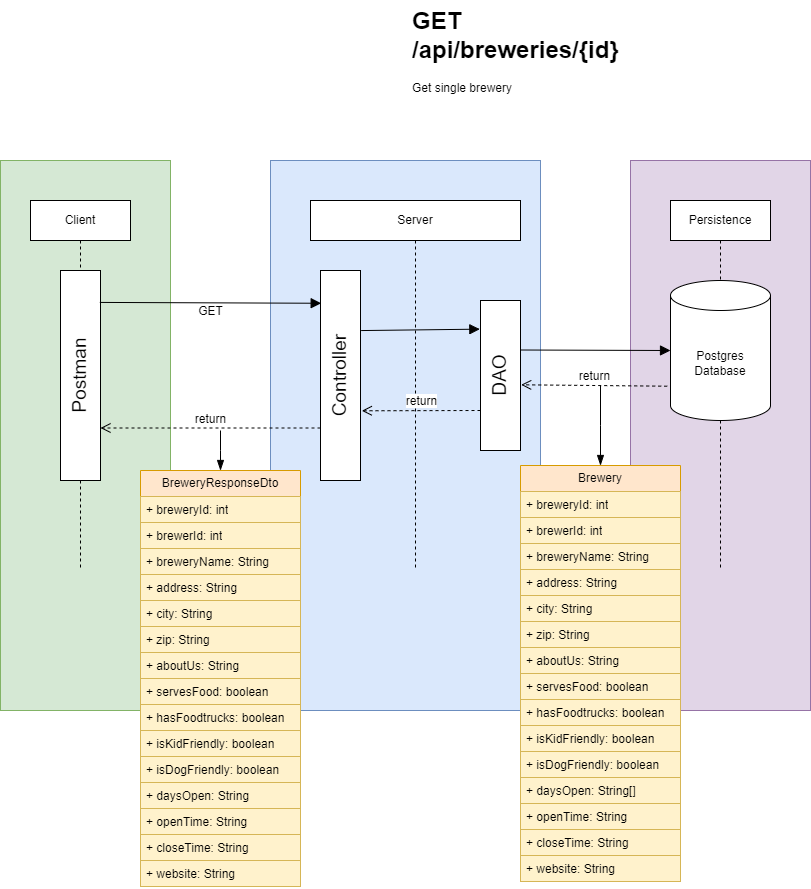 GET
/api/breweries/{id}
Get single brewery
Client
Server
Persistence
Postman
GET
Controller
DAO
Postgres
Database
return
return
return
BreweryResponseDto
+ breweryId: int
+ brewerId: int
+ breweryName: String
+ address: String
+ city: String
+ zip: String
+ aboutUs: String
+ servesFood: boolean
+ hasFoodtrucks: boolean
+ isKidFriendly: boolean
+ isDogFriendly: boolean
+ daysOpen: String
+ openTime: String
+ closeTime: String
+ website: String
Brewery
+ breweryId: int
+ brewerId: int
+ breweryName: String
+ address: String
+ city: String
+ zip: String
+ aboutUs: String
+ servesFood: boolean
+ hasFoodtrucks: boolean
+ isKidFriendly: boolean
+ isDogFriendly: boolean
+ daysOpen: String[]
+ openTime: String
+ closeTime: String
+ website: String